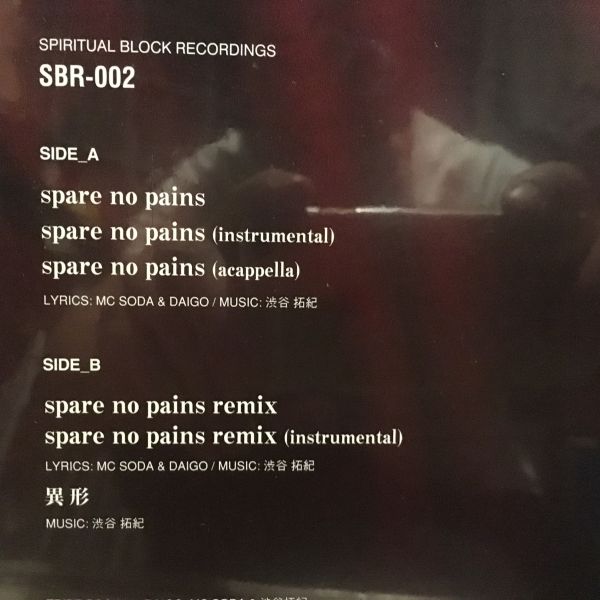 SPIRITUAL BLOCK RECORDINGS
SBR-002
SIDE_A
spare no pains
spare no pains (instrumental)
spare no pains (acappella)
LYRICS: MC SODA & DAIGO / MUSIC: 渋谷 拓紀
SIDE_B
spare no pains remix
spare no pains remix (instrumental)
LYRICS: MC SODA & DAIGO / MUSIC: 渋谷 拓紀
異形
MUSIC: 渋谷 拓紀